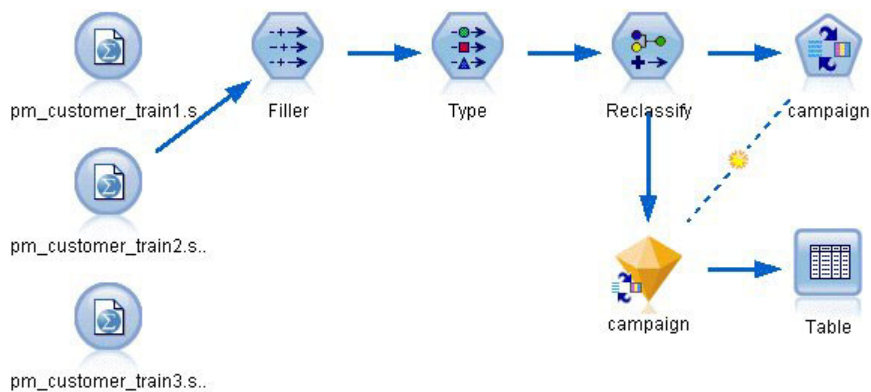 pm_customer_train1.s
Filler
Type
Reclassify
campaign
pm_customer_train2.s..
campaign
Table
pm_customer_train3.s..